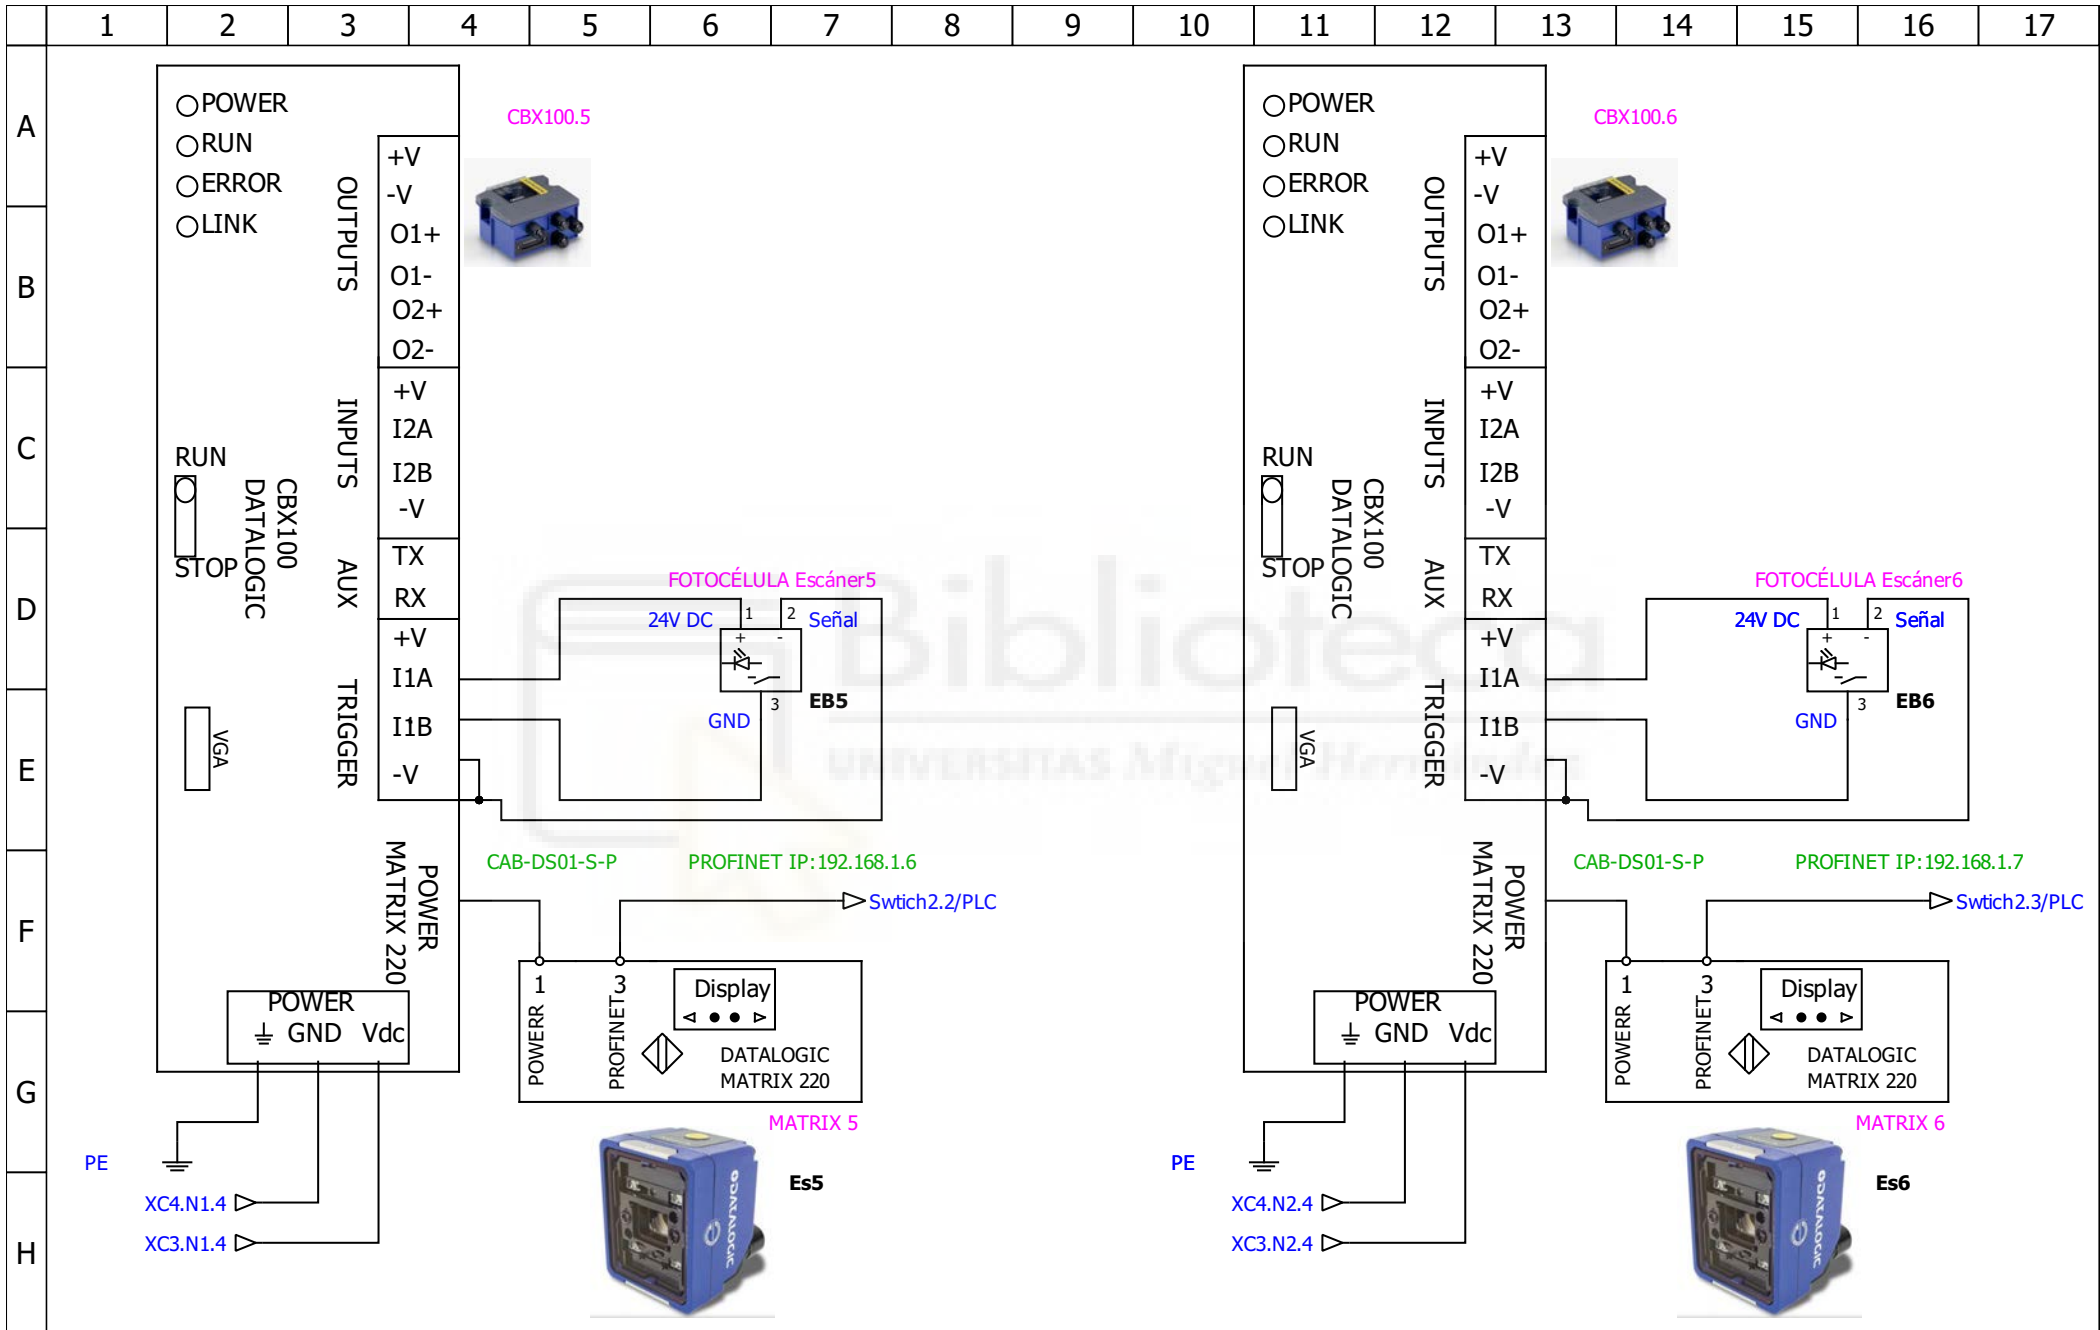 1 2 3 4 5 6 7 8 9 10 11 12 13 14 15 16 17
A
B
C
D
E
F
G
H
POWER
RUN
ERROR
LINK
CBX100.5
OUTPUTS
+V
-V
O1+
O1-
O2+
O2-
INPUTS
+V
I2A
I2B
-V
RUN
STOP
CBX100
DATALOGIC
AUX
TX
RX
TRIGGER
+V
I1A
I1B
-V
VGA
FOTOCÉLULA Escáner5
24V DC
1
2
Señal
+ -
3
EB5
GND
POWER
MATRIX 220
CAB-DS01-S-P
PROFINET IP:192.168.1.6
Swtich2.2/PLC
POWER
GND Vdc
1
POWERR
3
PROFINET
Display
DATALOGIC
MATRIX 220
MATRIX 5
Es5
DATALOGIC
PE
XC4.N1.4
XC3.N1.4
POWER
RUN
ERROR
LINK
CBX100.6
OUTPUTS
+V
-V
O1+
O1-
O2+
O2-
INPUTS
+V
I2A
I2B
-V
RUN
STOP
CBX100
DATALOGIC
AUX
TX
RX
TRIGGER
+V
I1A
I1B
-V
VGA
FOTOCÉLULA Escáner6
24V DC
1
2
Señal
+ -
3
EB6
GND
POWER
MATRIX 220
CAB-DS01-S-P
PROFINET IP:192.168.1.7
Swtich2.3/PLC
POWER
GND Vdc
1
POWERR
3
PROFINET
Display
DATALOGIC
MATRIX 220
MATRIX 6
Es6
DATALOGIC
PE
XC4.N2.4
XC3.N2.4
Biblioteca
UNIVERSITAS Miguel Hernández